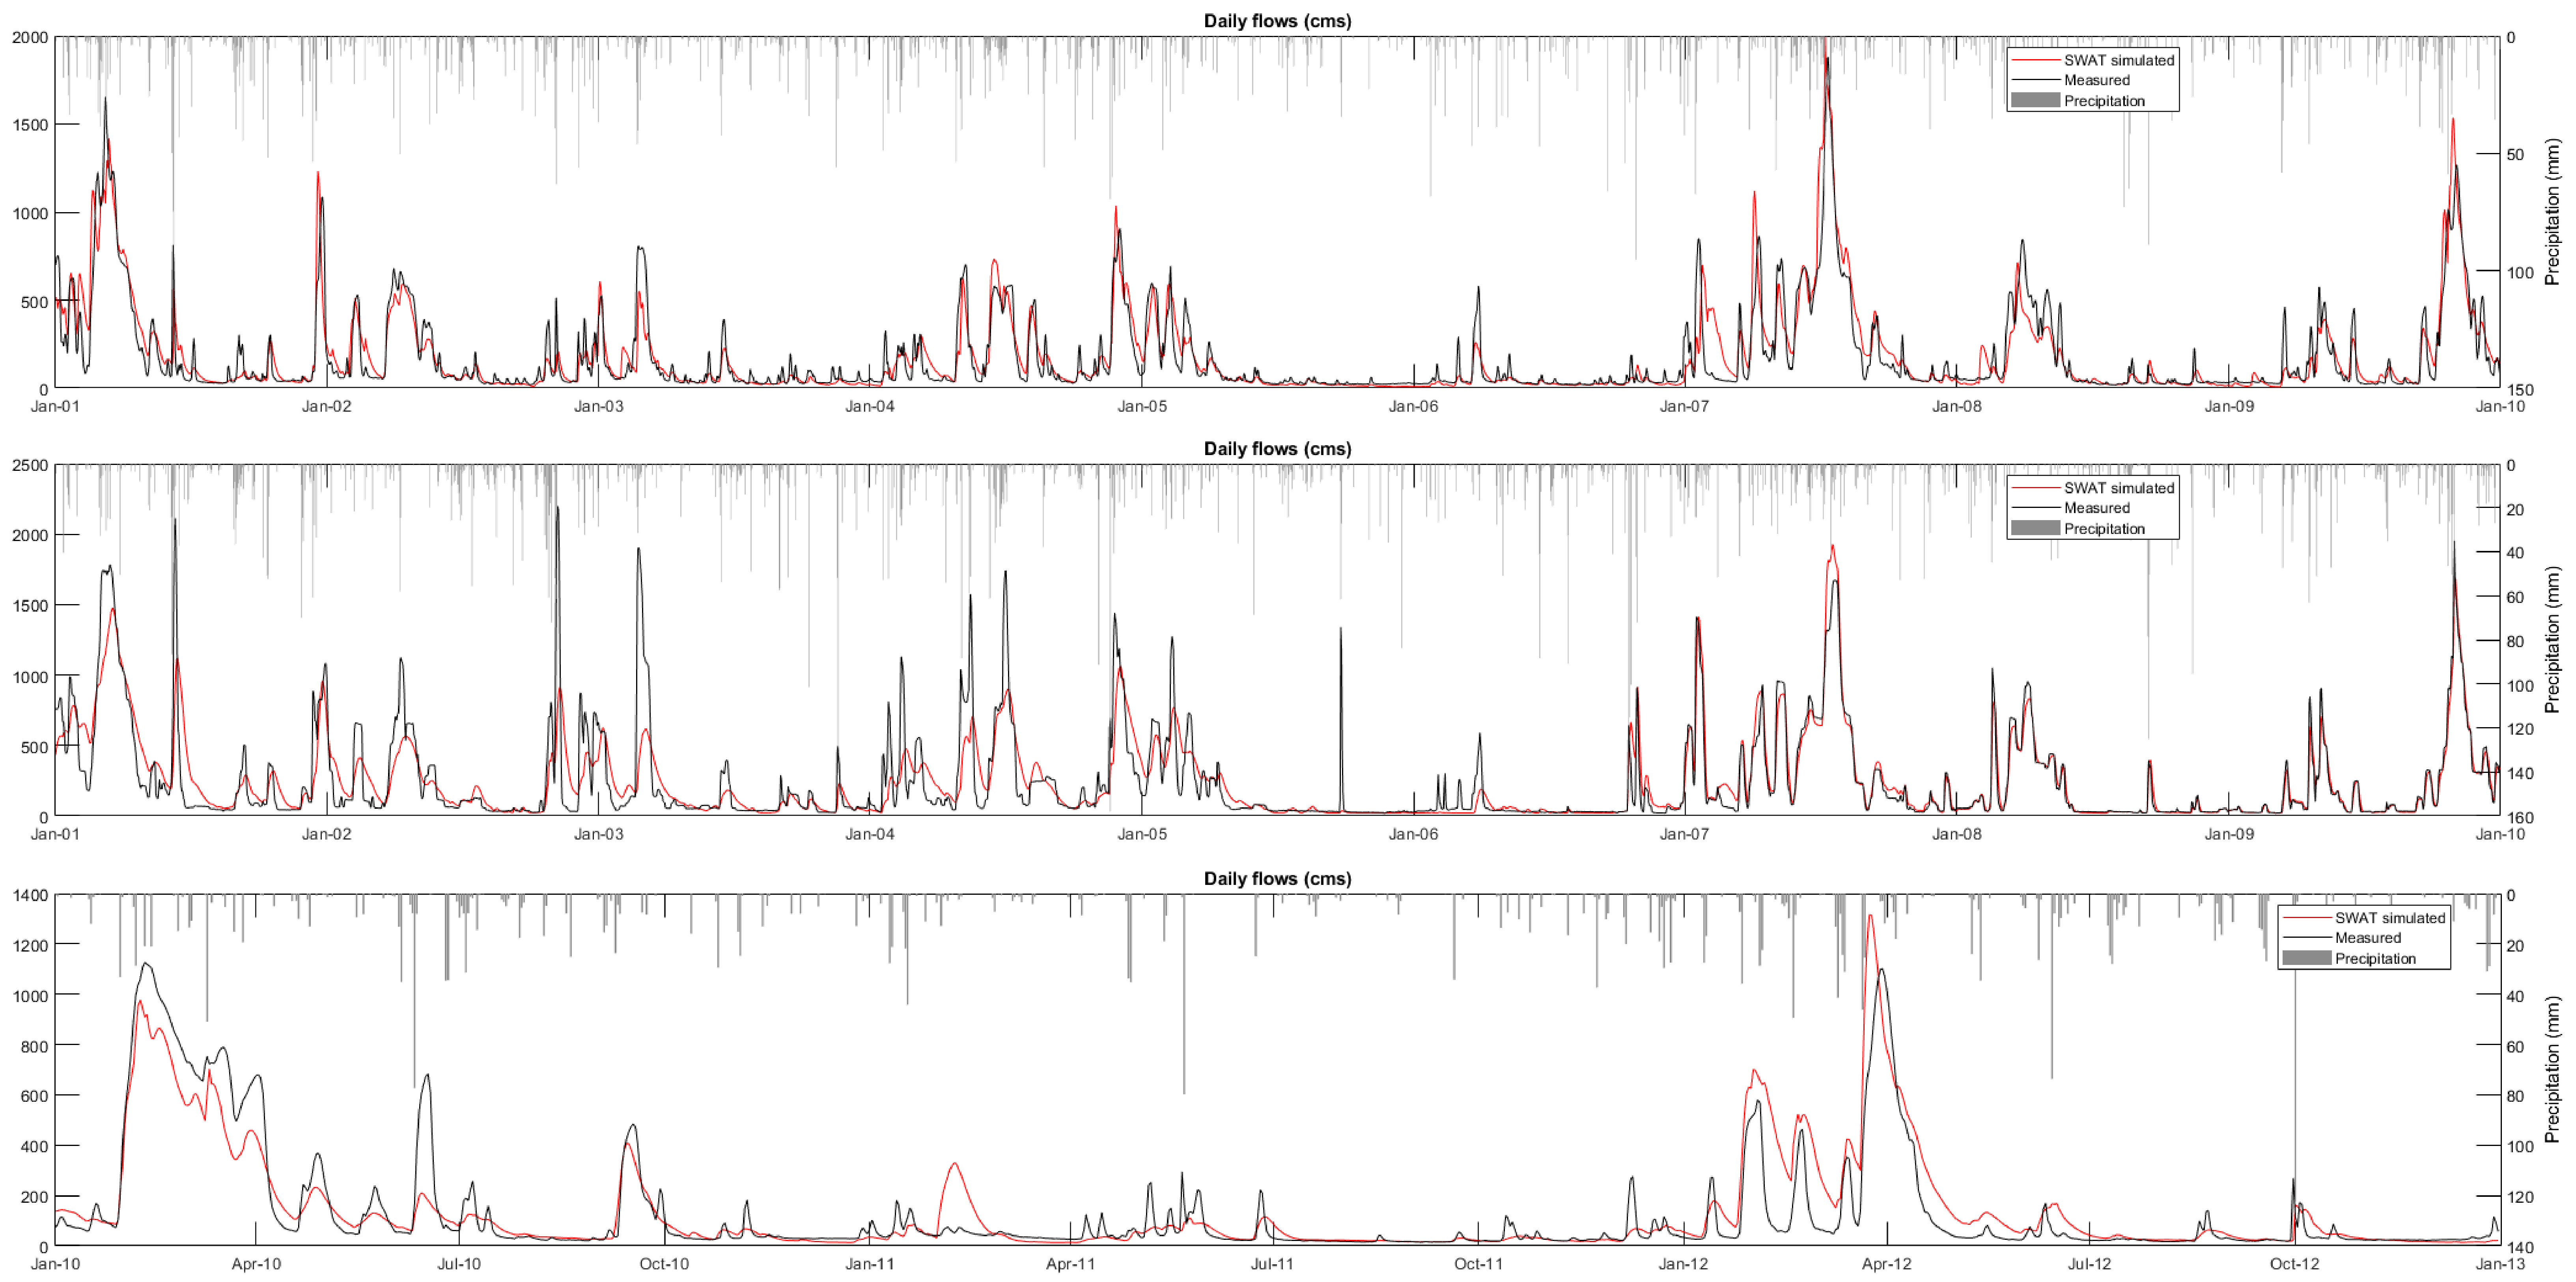 Daily flows (cms)
2000
1500
1000
500
0
0
50
100
150
Precipitation (mm)
SWAT simulated
Measured
Precipitation
Jan-01 Jan-02 Jan-03 Jan-04 Jan-05 Jan-06 Jan-07 Jan-08 Jan-09 Jan-10
Daily flows (cms)
2500
2000
1500
1000
500
0
0
20
40
60
80
100
120
140
160
Precipitation (mm)
SWAT simulated
Measured
Precipitation
Jan-01 Jan-02 Jan-03 Jan-04 Jan-05 Jan-06 Jan-07 Jan-08 Jan-09 Jan-10
Daily flows (cms)
1400
1200
1000
800
600
400
200
0
0
20
40
60
80
100
120
140
Precipitation (mm)
SWAT simulated
Measured
Precipitation
Jan-10 Apr-10 Jul-10 Oct-10 Jan-11 Apr-11 Jul-11 Oct-11 Jan-12 Apr-12 Jul-12 Oct-12 Jan-13